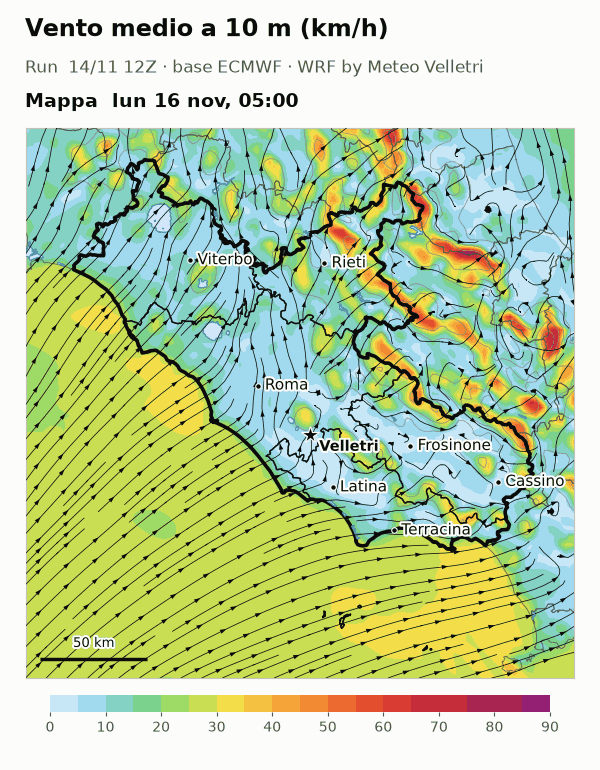 Vento medio a 10 m (km/h)
Run  14/11 12Z · base ECMWF · WRF by Meteo Velletri
Mappa  lun 16 nov, 05:00
Viterbo
Rieti
Roma
Velletri
Frosinone
Cassino
Latina
Terracina
50 km
0 10 20 30 40 50 60 70 80 90